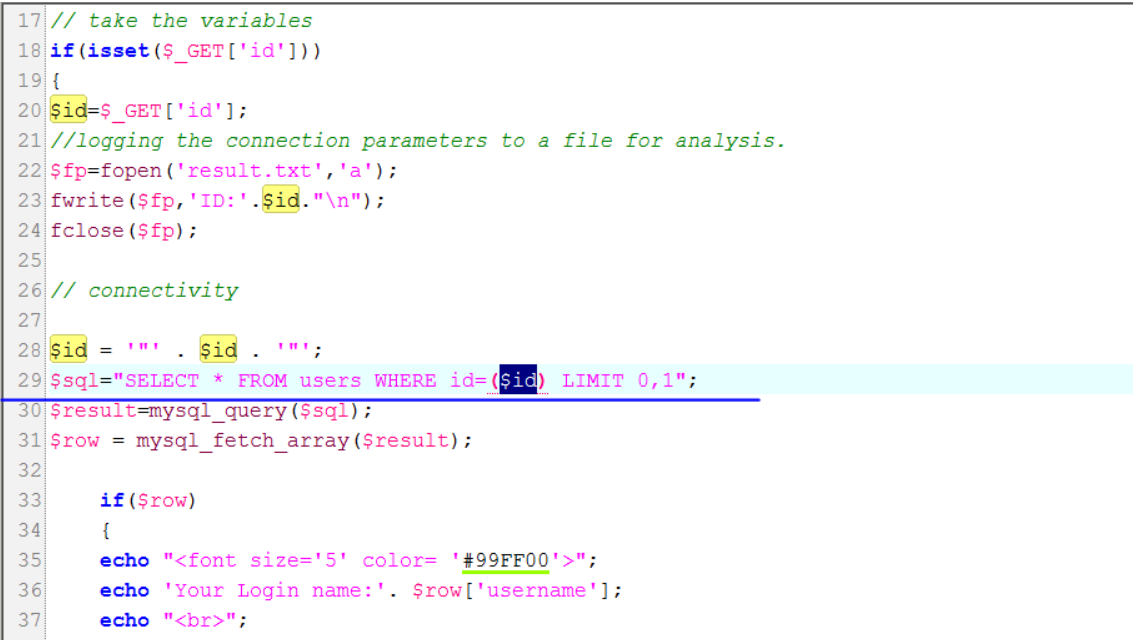 17 // take the variables
18 if(isset($_GET['id']))
19 {
20 $id=$_GET['id'];
21 //logging the connection parameters to a file for analysis.
22 $fp=fopen('result.txt','a');
23 fwrite($fp,'ID:'.$id."\n");
24 fclose($fp);
25
26 // connectivity
27
28 $id = '"' . $id . '"';
29 $sql="SELECT * FROM users WHERE id=($id) LIMIT 0,1";
30 $result=mysql_query($sql);
31 $row = mysql_fetch_array($result);
32
33 if($row)
34 {
35 echo "<font size='5' color= '#99FF00'>";
36 echo 'Your Login name:'. $row['username'];
37 echo "<br>";